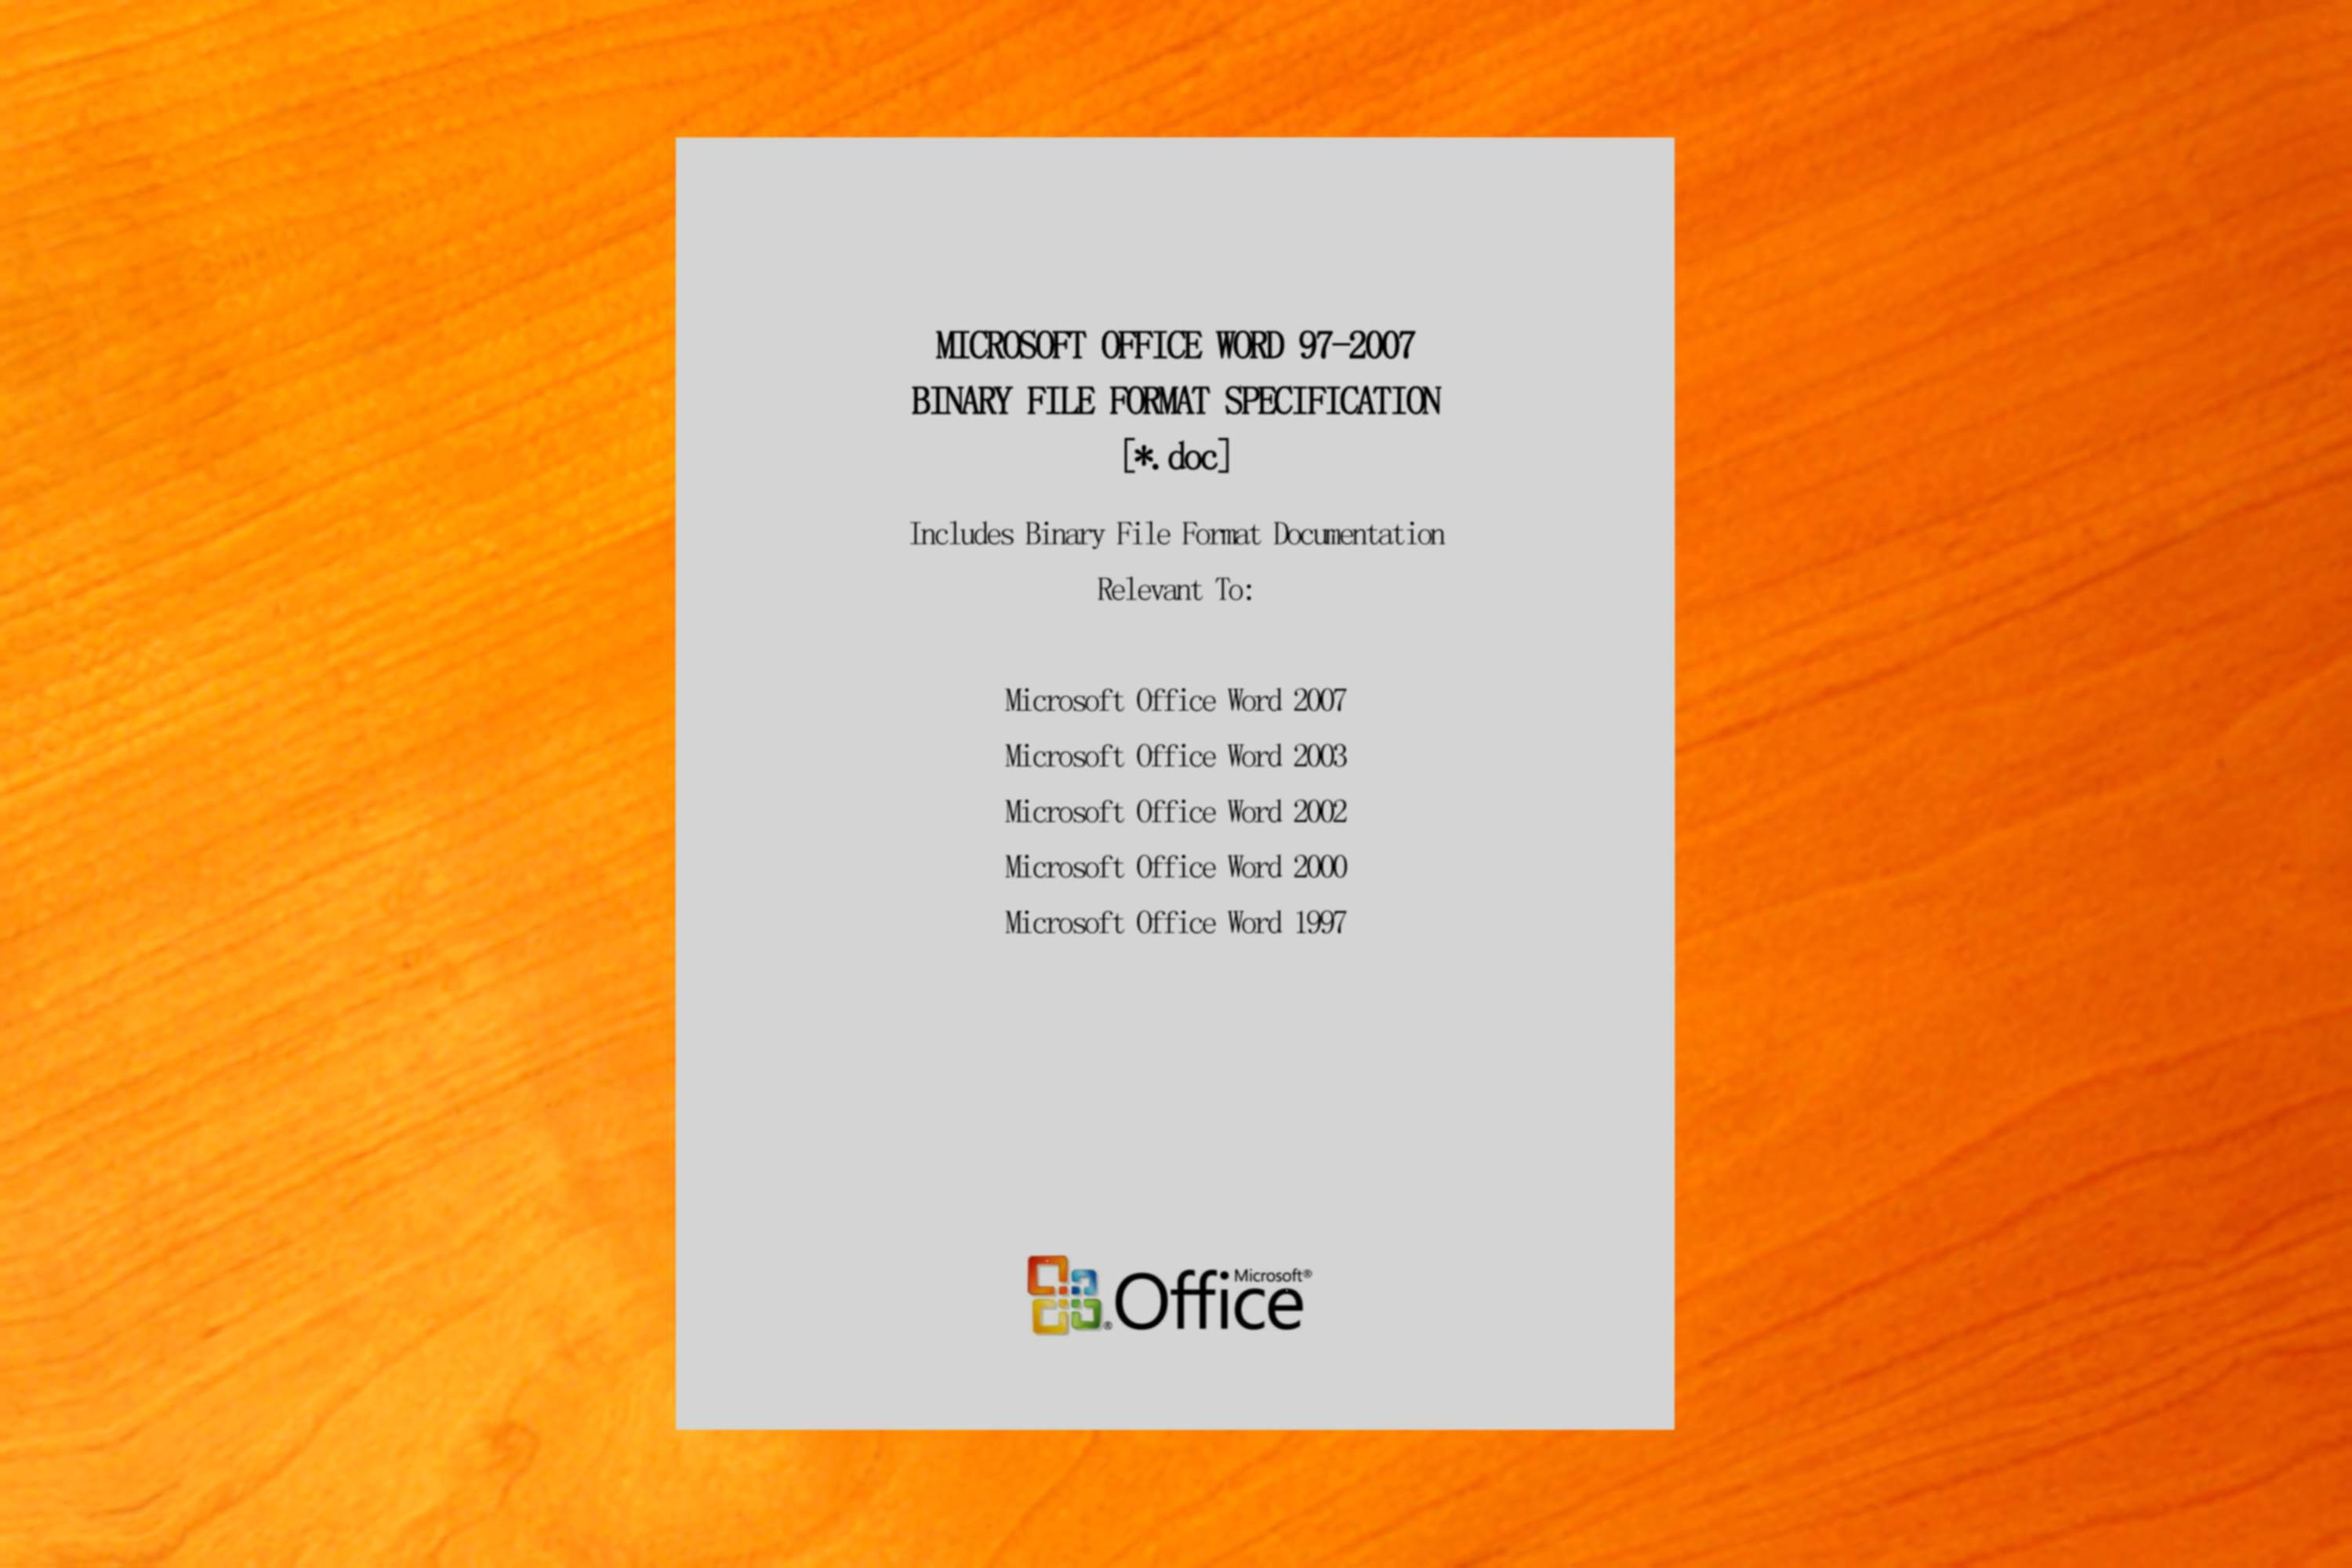 MICROSOFT OFFICE WORD 97-2007
BINARY FILE FORMAT SPECIFICATION
[*.doc]
Includes Binary File Format Documentation
Relevant To:
Microsoft Office Word 2007
Microsoft Office Word 2003
Microsoft Office Word 2002
Microsoft Office Word 2000
Microsoft Office Word 1997
Microsoft®
® Office